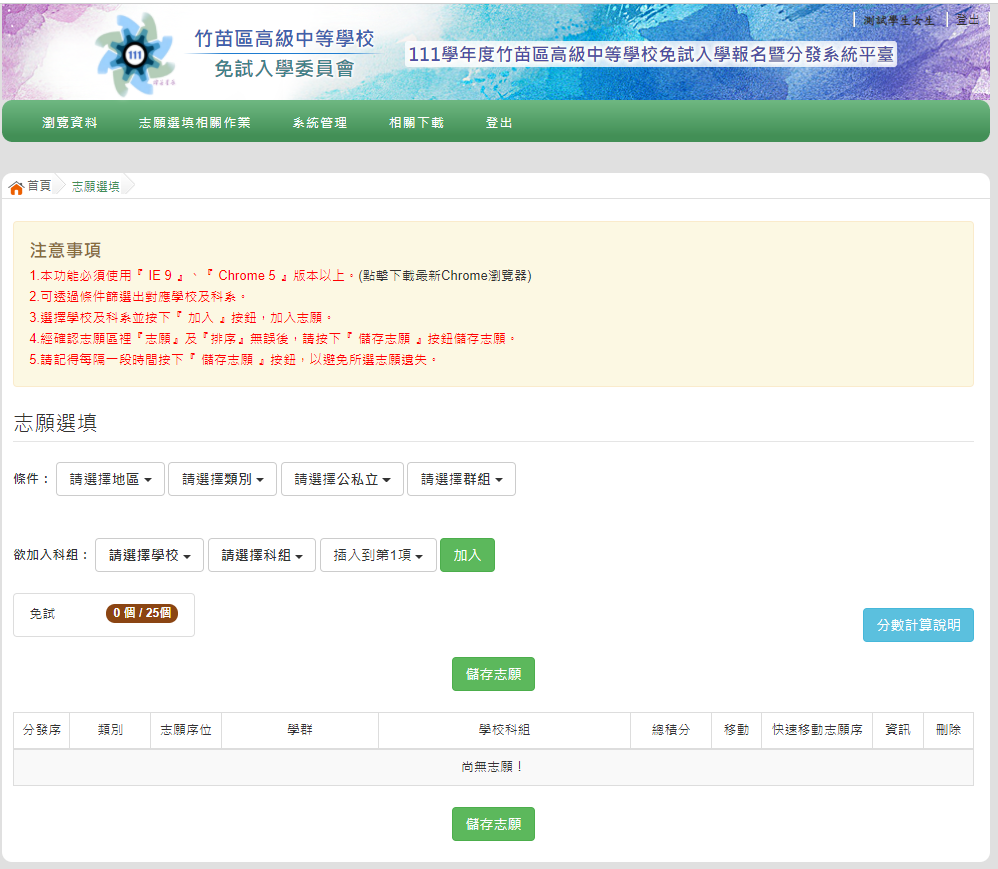 測試學生女生 登出
竹苗區高級中等學校
免試入學委員會
111
111學年度竹苗區高級中等學校免試入學報名暨分發系統平臺
瀏覽資料 志願選填相關作業 系統管理 相關下載 登出
首頁 志願選填
注意事項
1.本功能必須使用『 IE 9 』、『 Chrome 5 』版本以上。(點擊下載最新Chrome瀏覽器)
2.可透過條件篩選出對應學校及科系。
3.選擇學校及科系並按下『 加入 』按鈕，加入志願。
4.經確認志願區裡『志願』及『排序』無誤後，請按下『 儲存志願 』按鈕儲存志願。
5.請記得每隔一段時間按下『 儲存志願 』按鈕，以避免所選志願遺失。
志願選填
條件： 請選擇地區 請選擇類別 請選擇公私立 請選擇群組
欲加入科組： 請選擇學校 請選擇科組 插入到第1項 加入
免試 0 個 / 25個
分數計算說明
儲存志願
分發序 類別 志願序位 學群 學校科組 總積分 移動 快速移動志願序 資訊 刪除
尚無志願！
儲存志願